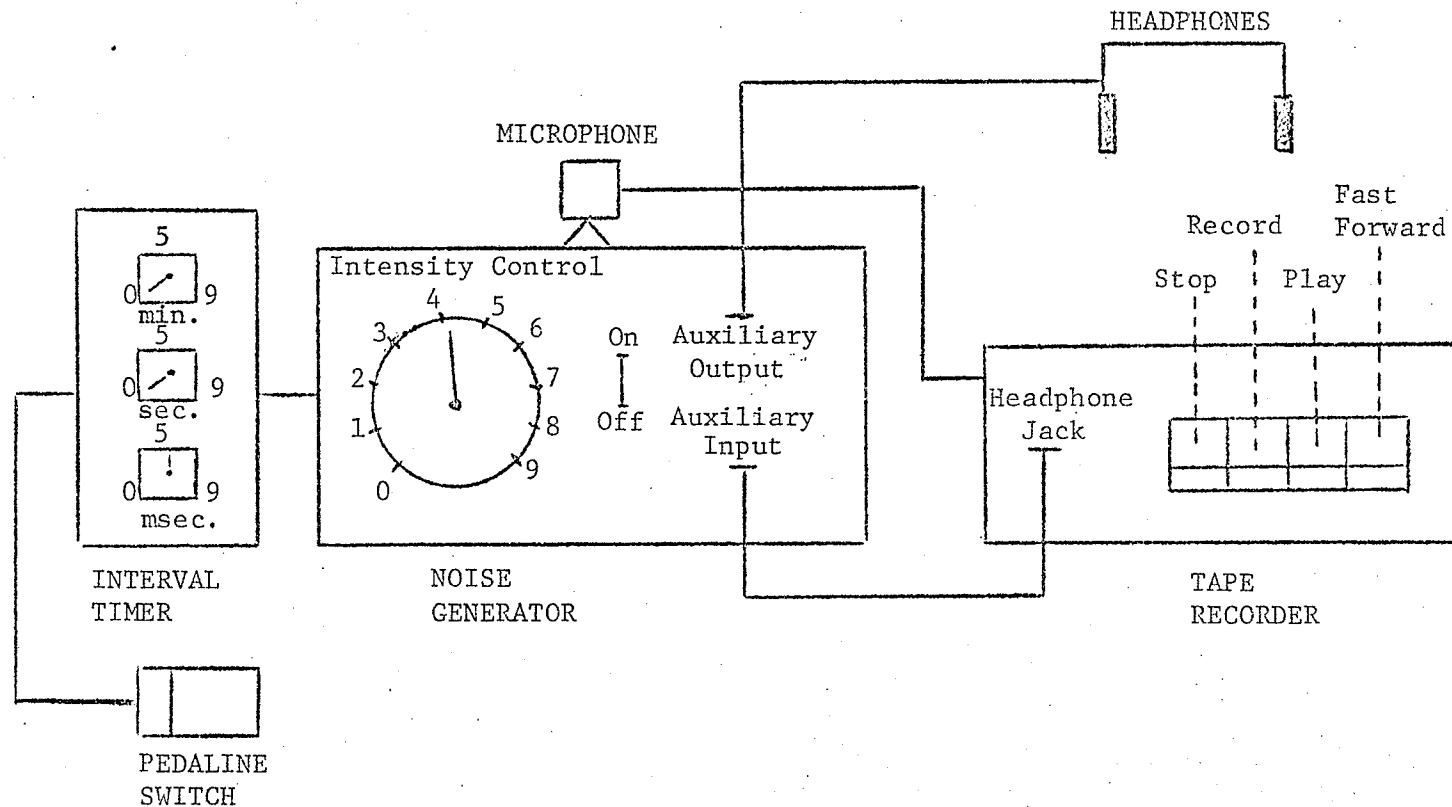 HEADPHONES
MICROPHONE
Fast
Forward
Record
Stop
Play
5
0 9
min.
5
0 9
sec.
5
0 9
msec.
INTERVAL
TIMER
Intensity Control
0
1
2
3
4
5
6
7
8
9
On
Off
Auxiliary
Output
Auxiliary
Input
NOISE
GENERATOR
Headphone
Jack
TAPE
RECORDER
PEDALINE
SWITCH